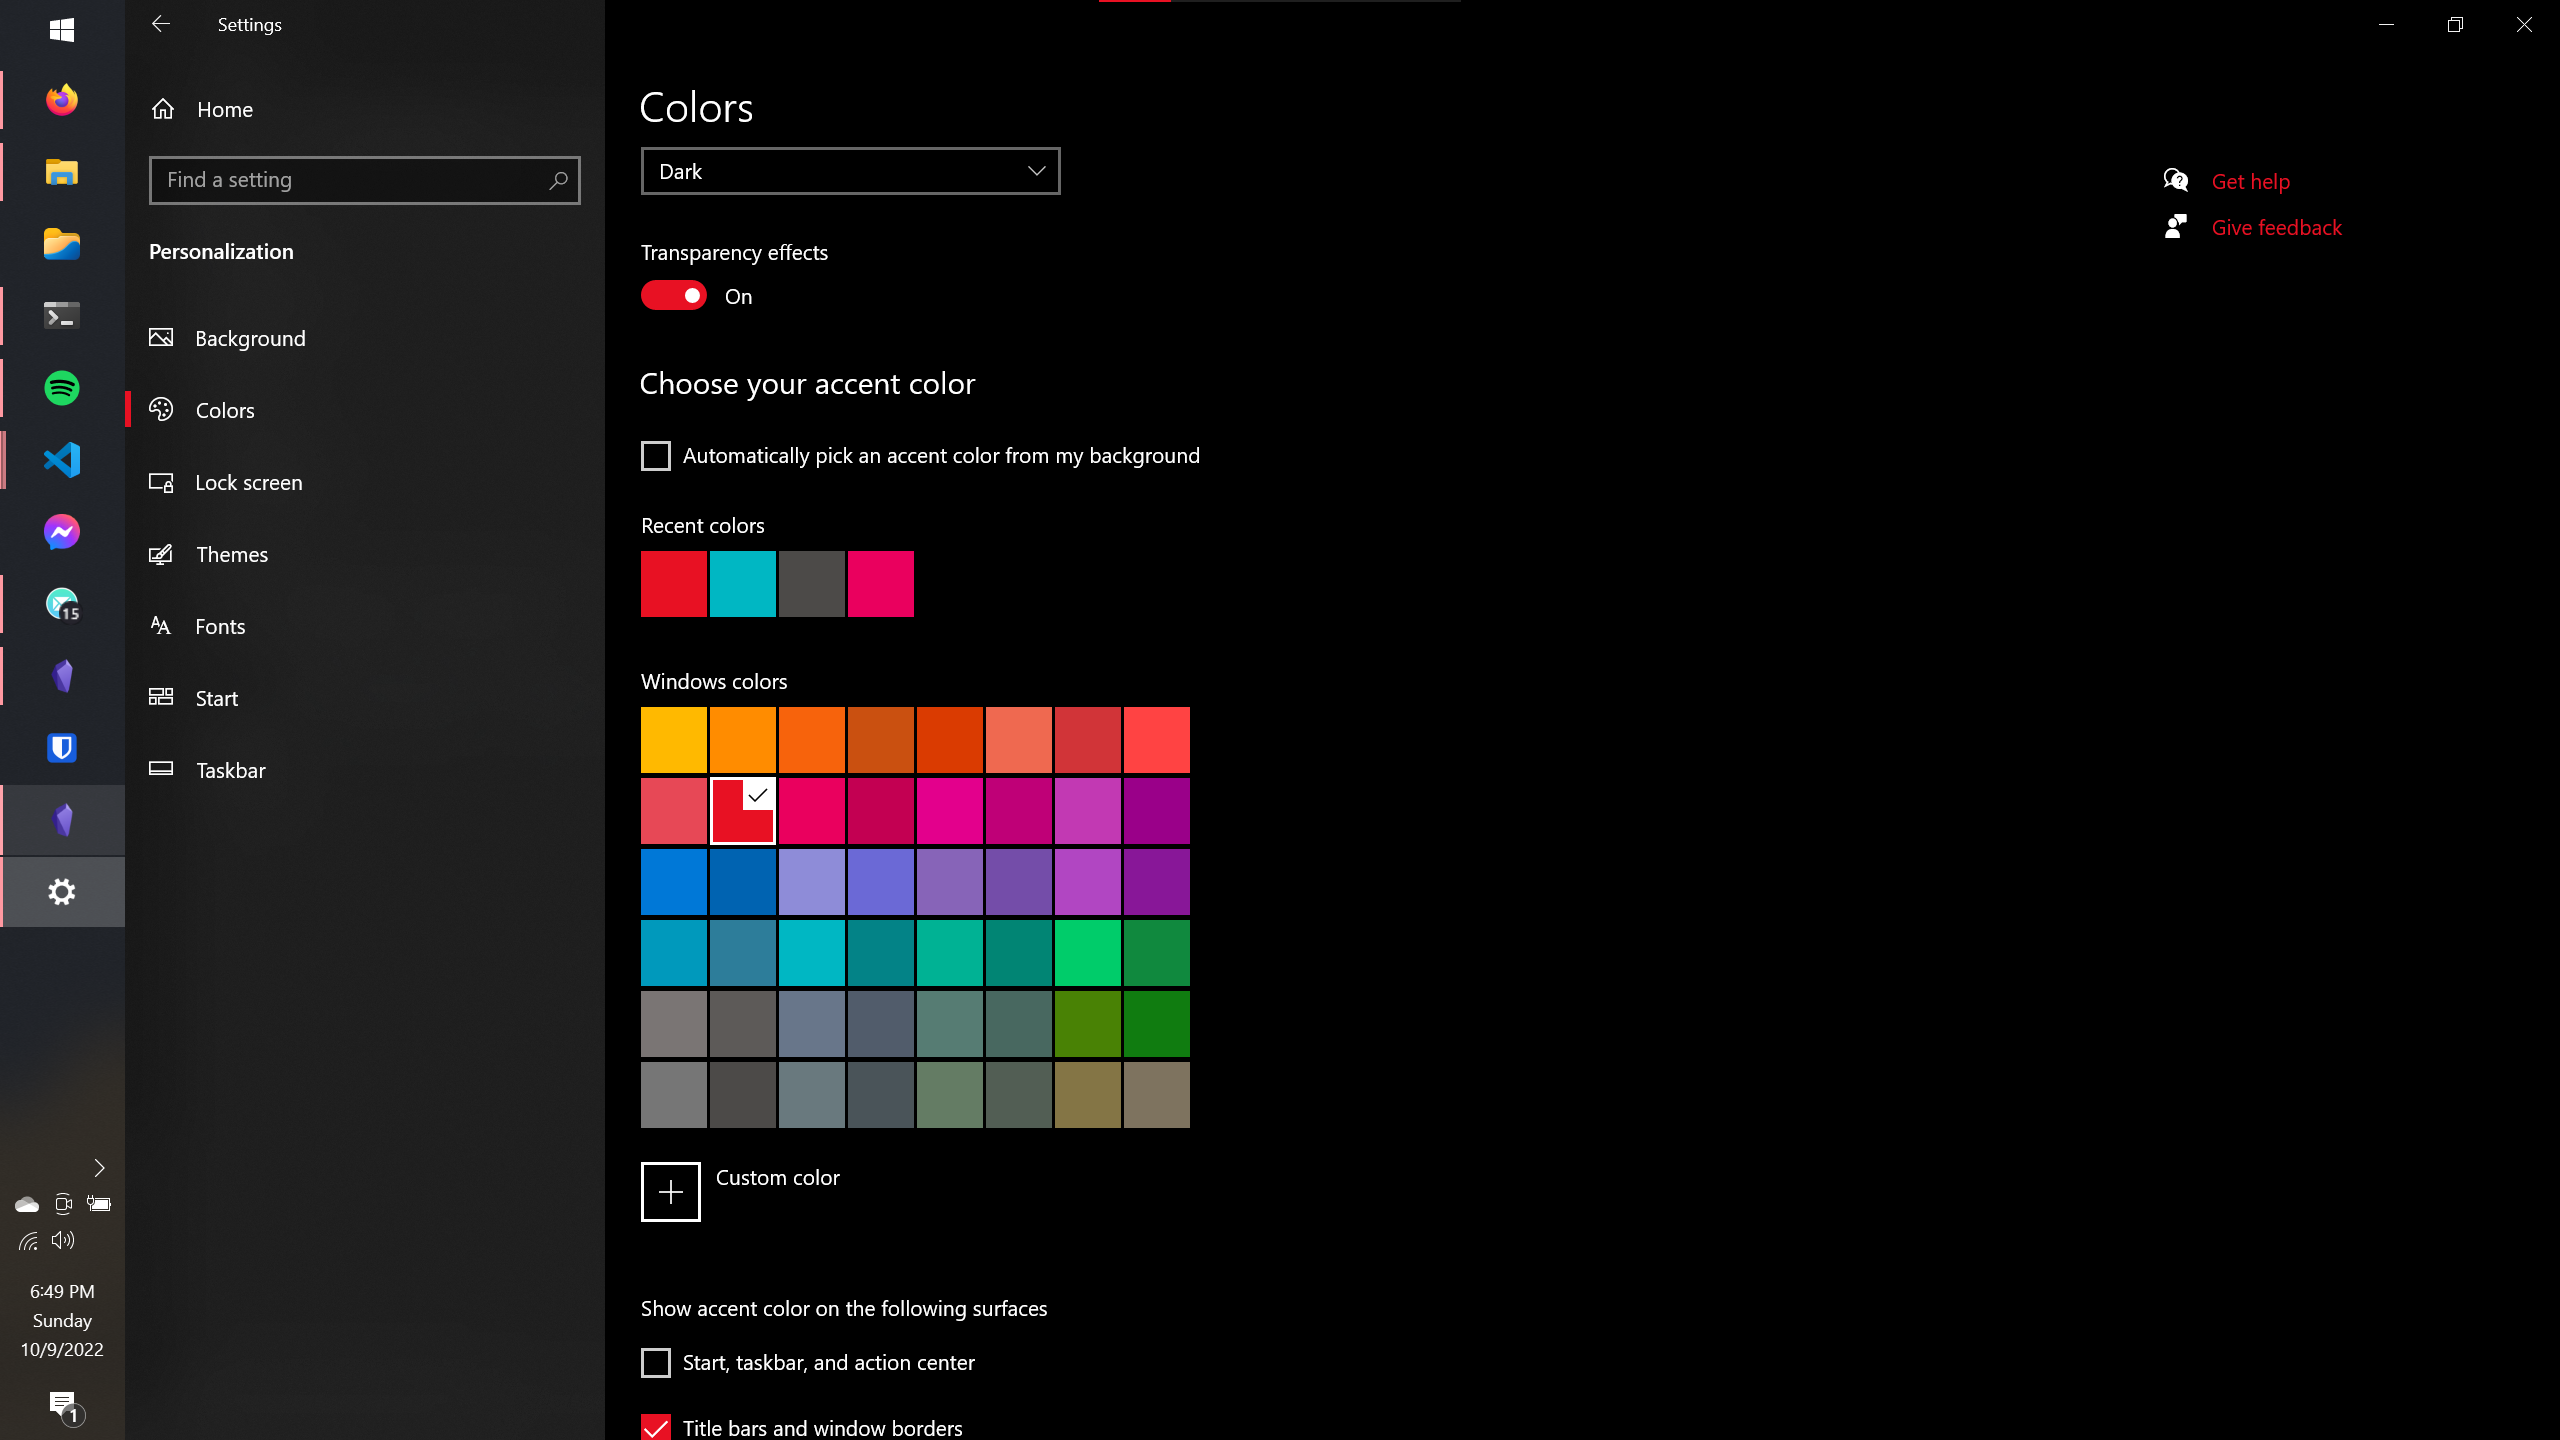 Settings
Home
Find a setting
Personalization
Background
Colors
Lock screen
Themes
Fonts
Start
Taskbar
15
6:49 PM
Sunday
10/9/2022
1
Colors
Dark
Transparency effects
On
Choose your accent color
Automatically pick an accent color from my background
Recent colors
Windows colors
Custom color
Show accent color on the following surfaces
Start, taskbar, and action center
Title bars and window borders
Get help
Give feedback